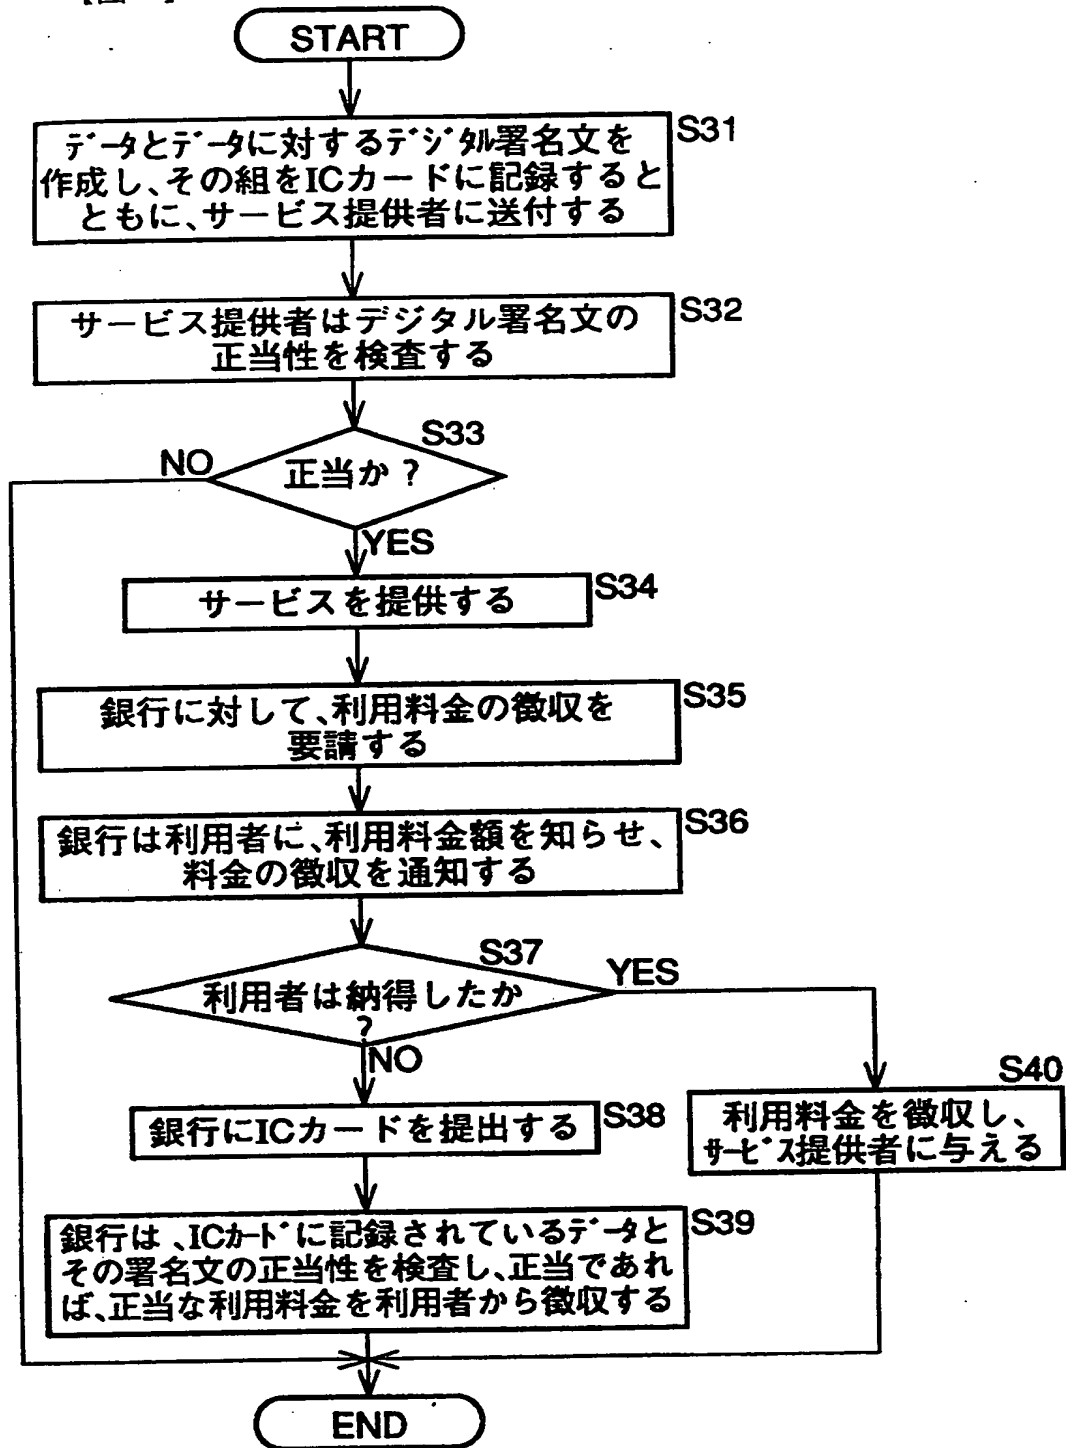 START
S31
データとデータに対するデジタル署名文を
作成し、その組をICカードに記録すると
ともに、サービス提供者に送付する
S32
サービス提供者はデジタル署名文の
正当性を検査する
S33
NO
正当か?
YES
S34
サービスを提供する
S35
銀行に対して、利用料金の徴収を
要請する
S36
銀行は利用者に、利用料金額を知らせ、
料金の徴収を通知する
S37
YES
利用者は納得したか
?
NO
S40
利用料金を徴収し、
サービス提供者に与える
S38
銀行にICカードを提出する
S39
銀行は、ICカードに記録されているデータと
その署名文の正当性を検査し、正当であれ
ば、正当な利用料金を利用者から徴収する
END